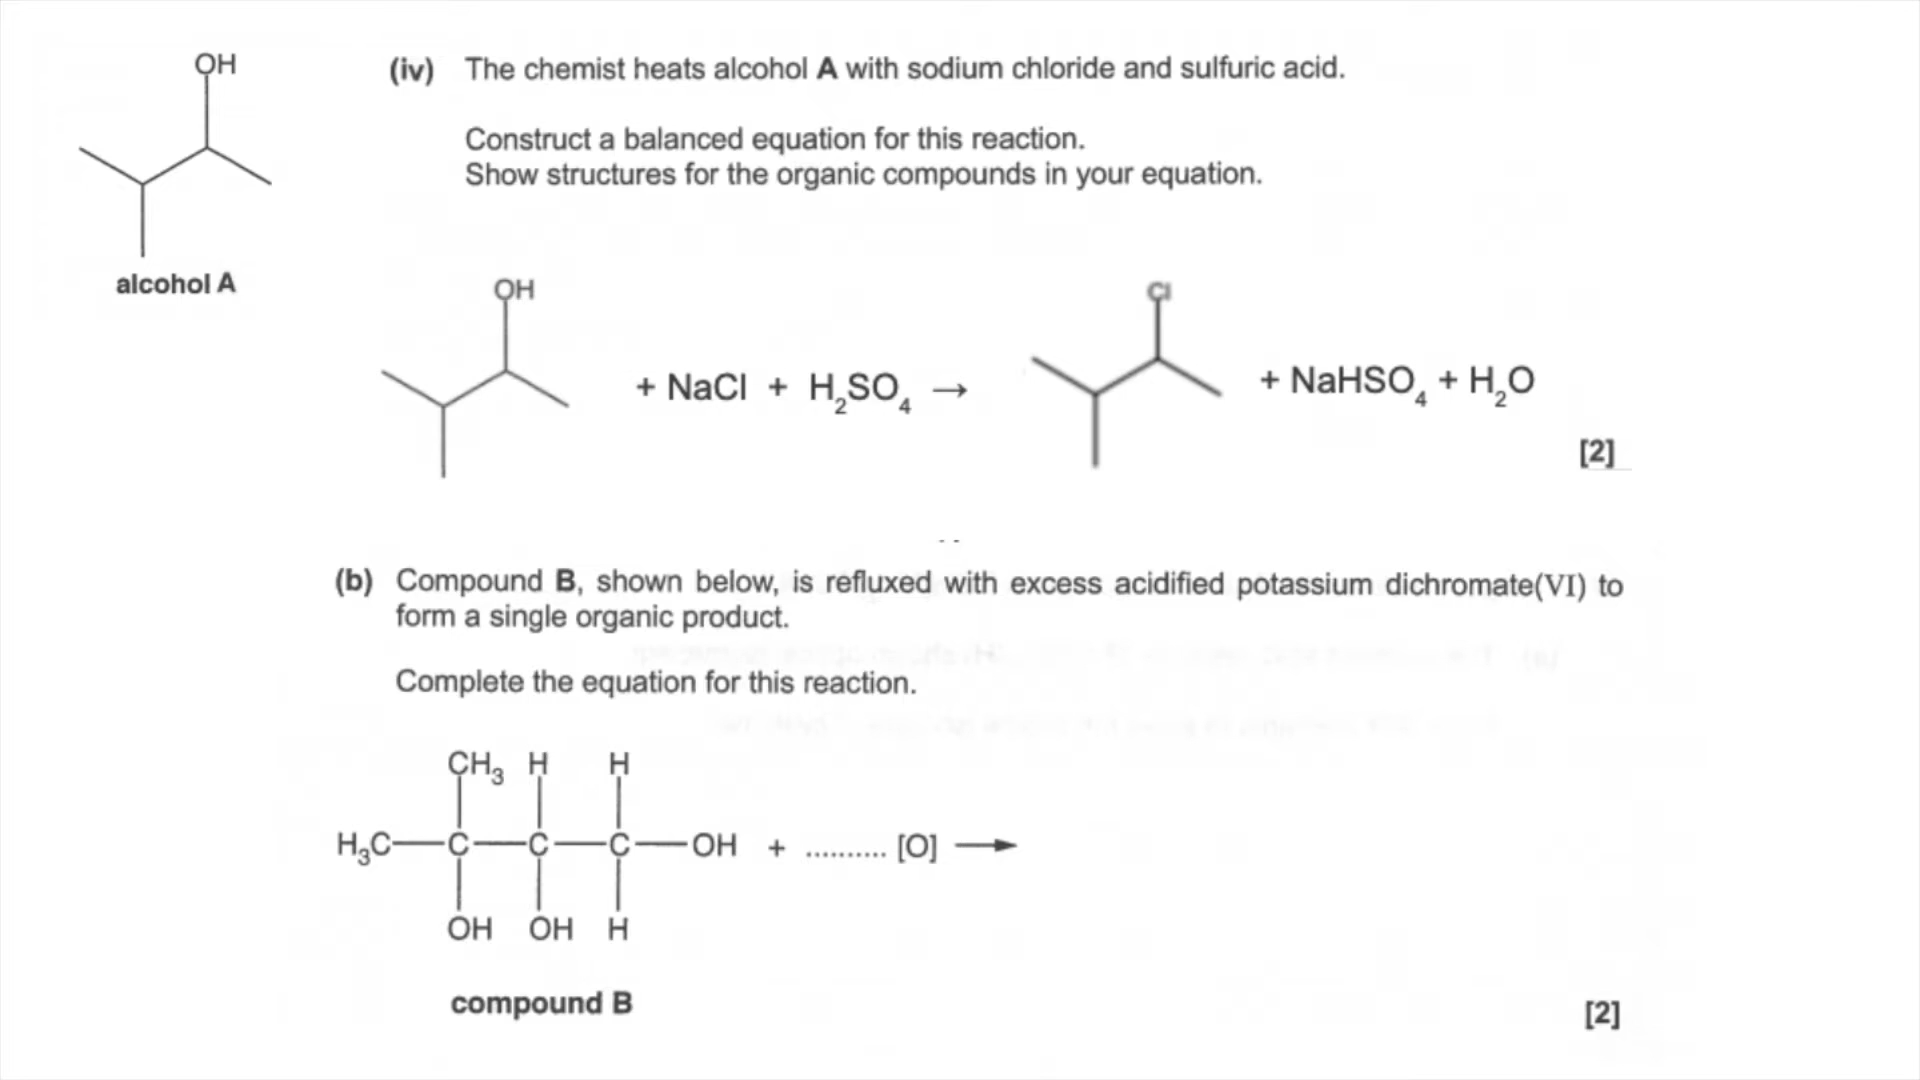 OH
(iv) The chemist heats alcohol A with sodium chloride and sulfuric acid.
Construct a balanced equation for this reaction.
Show structures for the organic compounds in your equation.
alcohol A
OH
Cl
+ NaCl + H₂SO₄ → + NaHSO₄ + H₂O
[2]
(b) Compound B, shown below, is refluxed with excess acidified potassium dichromate(VI) to
form a single organic product.
Complete the equation for this reaction.
CH₃ H H
H₃C—C—C—C—OH + .......... [O] →
OH OH H
compound B
[2]